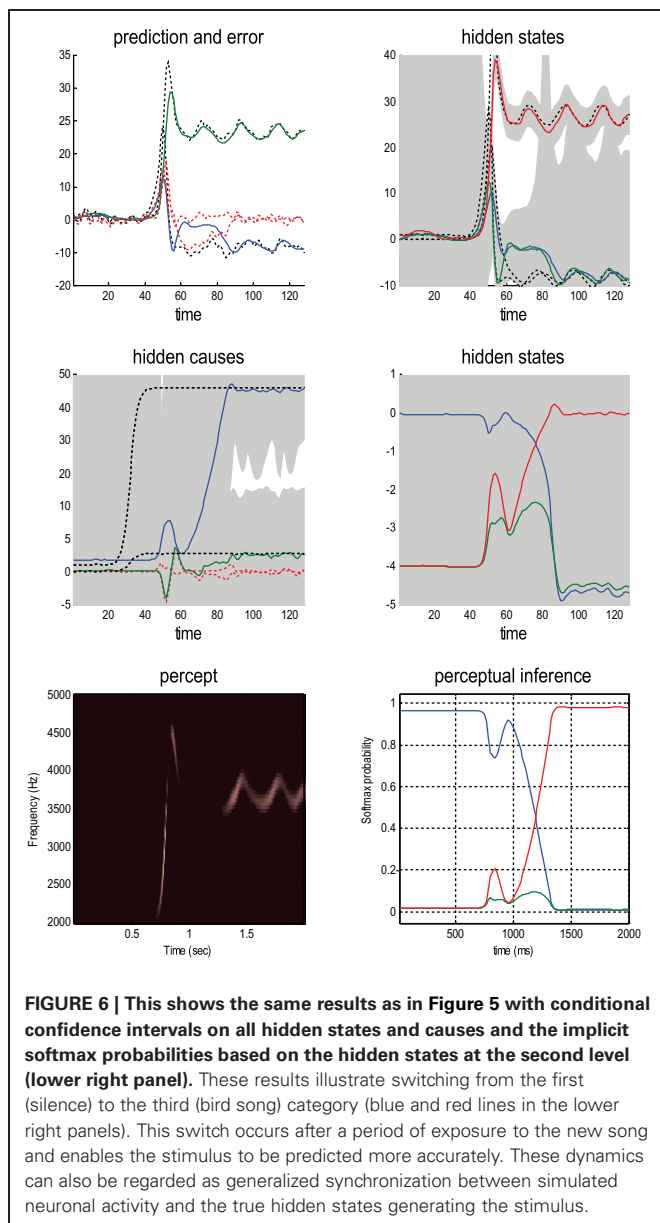 prediction and error
35
30
25
20
15
10
5
0
-5
-10
-15
-20
20 40 60 80 100 120
time
hidden states
40
30
20
10
0
-10
20 40 60 80 100 120
time
hidden causes
50
40
30
20
10
5
0
-5
20 40 60 80 100 120
time
hidden states
1
0
-1
-2
-3
-4
-5
20 40 60 80 100 120
time
percept
Frequency (Hz)
5000
4500
4000
3500
3000
2500
2000
0.5 1 1.5
Time (sec)
perceptual inference
Softmax probability
1
0.8
0.6
0.4
0.2
0
500 1000 1500 2000
time (ms)
FIGURE 6 | This shows the same results as in Figure 5 with conditional
confidence intervals on all hidden states and causes and the implicit
softmax probabilities based on the hidden states at the second level
(lower right panel). These results illustrate switching from the first
(silence) to the third (bird song) category (blue and red lines in the lower
right panels). This switch occurs after a period of exposure to the new song
and enables the stimulus to be predicted more accurately. These dynamics
can also be regarded as generalized synchronization between simulated
neuronal activity and the true hidden states generating the stimulus.